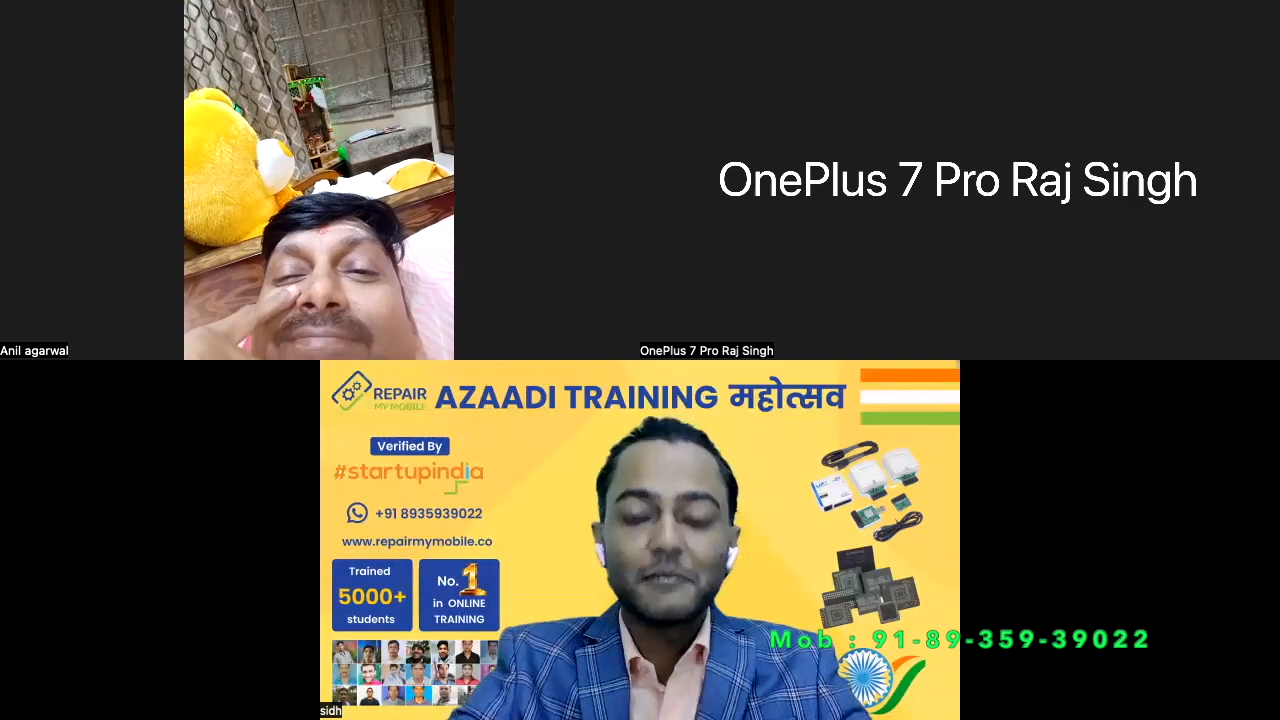 OnePlus 7 Pro Raj Singh
Anil agarwal
OnePlus 7 Pro Raj Singh
REPAIR
MY MOBILE
AZAADI TRAINING महोत्सव
Verified By
#startupindia
+91 8935939022
www.repairmymobile.co
Trained
5000+
students
No. 1
in ONLINE
TRAINING
Mob : 91-89-359-39022
sidh